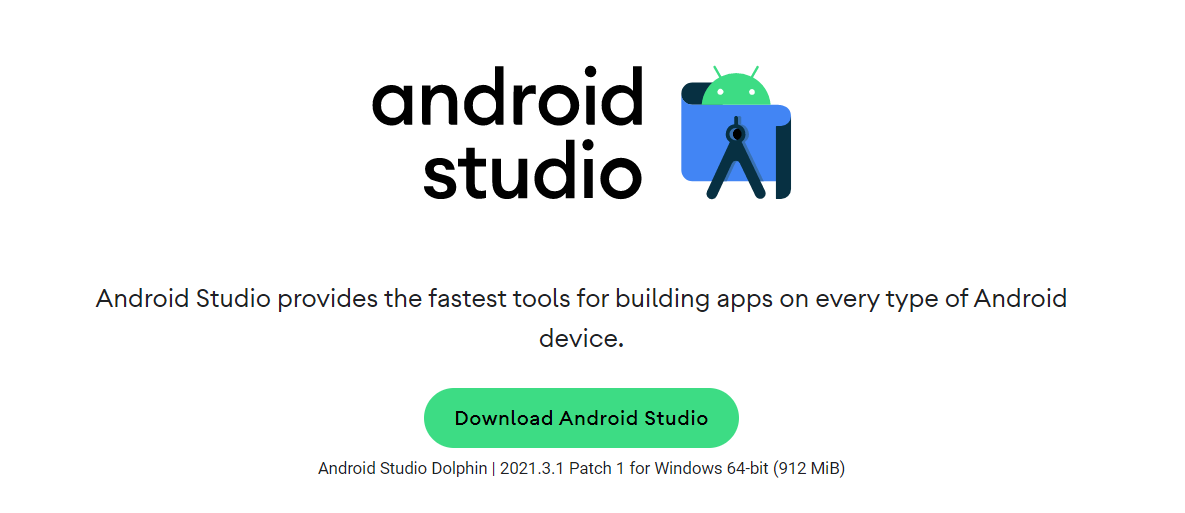 android
studio
Android Studio provides the fastest tools for building apps on every type of Android
device.
Download Android Studio
Android Studio Dolphin | 2021.3.1 Patch 1 for Windows 64-bit (912 MiB)